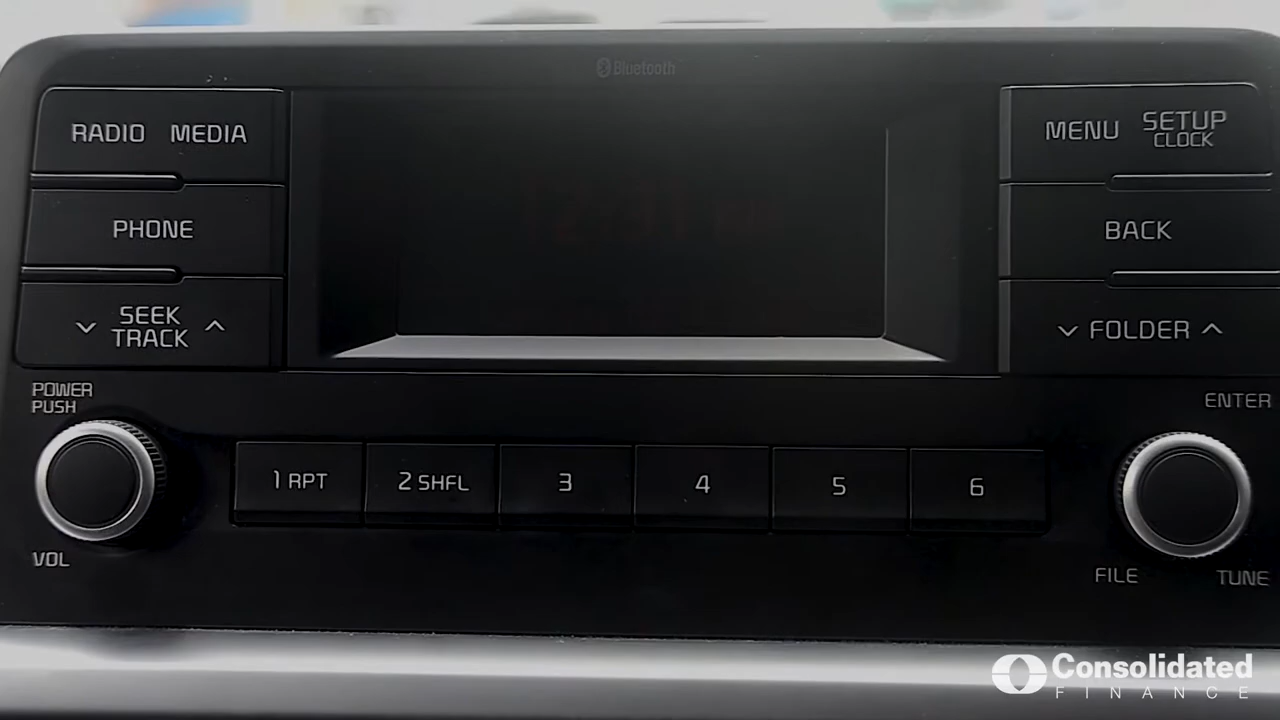 Bluetooth
RADIO MEDIA
MENU SETUP
CLOCK
PHONE
BACK
SEEK
TRACK
FOLDER
POWER
PUSH
ENTER
1 RPT 2 SHFL 3 4 5 6
VOL
FILE TUNE
Consolidated
FINANCE